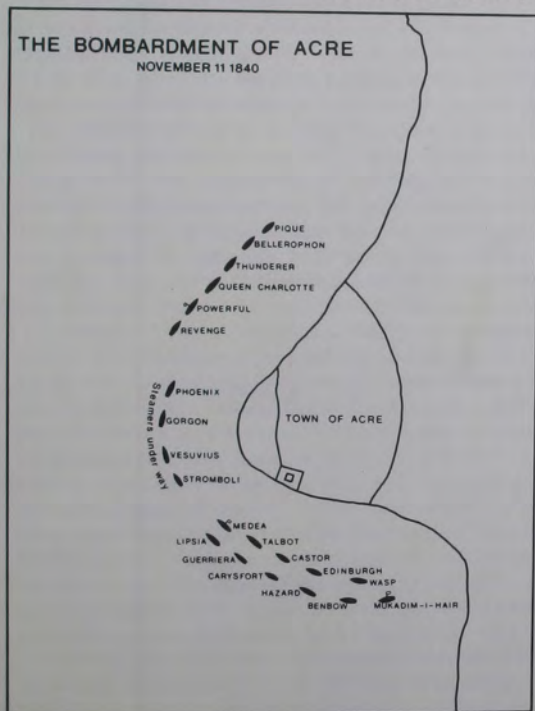 THE BOMBARDMENT OF ACRE
NOVEMBER 11 1840
PIQUE
BELLEROPHON
THUNDERER
QUEEN CHARLOTTE
POWERFUL
REVENGE
PHOENIX
GORGON
VESUVIUS
STROMBOLI
Steamers under way
TOWN OF ACRE
MEDEA
LIPSIA
TALBOT
GUERRIERA
CASTOR
CARYSFORT
EDINBURGH
WASP
HAZARD
BENBOW
MUKADIM-I-HAIR